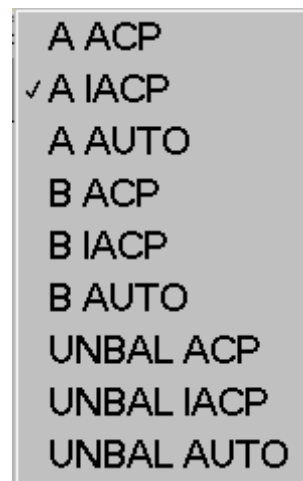 A ACP
✓ A IACP
A AUTO
B ACP
B IACP
B AUTO
UNBAL ACP
UNBAL IACP
UNBAL AUTO